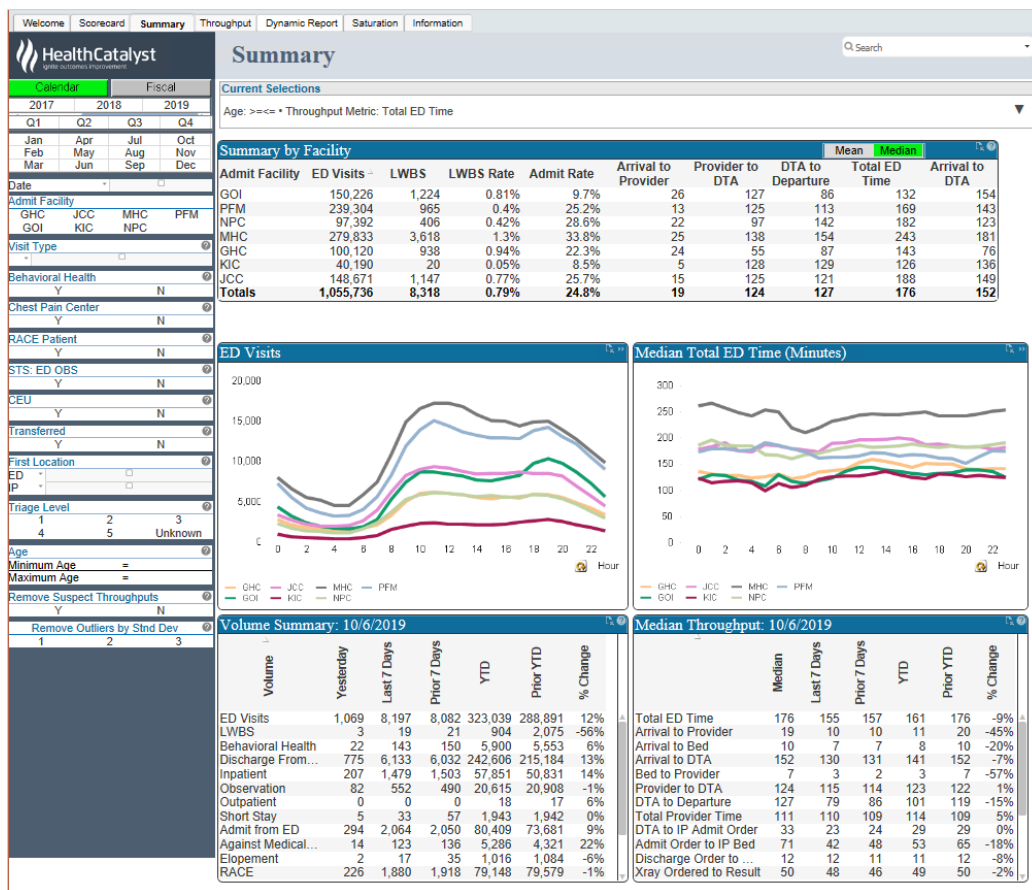 Welcome Scorecard Summary Throughput Dynamic Report Saturation Information
HealthCatalyst
ignite outcomes improvement
Summary
Search
Calendar Fiscal
2017 2018 2019
Q1 Q2 Q3 Q4
Jan Apr Jul Oct
Feb May Aug Nov
Mar Jun Sep Dec
Date
Admit Facility
GHC JCC MHC PFM
GOI KIC NPC
Visit Type
Behavioral Health
Y N
Chest Pain Center
Y N
RACE Patient
Y N
STS: ED OBS
Y N
CEU
Y N
Transferred
Y N
First Location
ED
IP
Triage Level
1 2 3
4 5 Unknown
Age
Minimum Age =
Maximum Age =
Remove Suspect Throughputs
Y N
Remove Outliers by Stnd Dev
1 2 3
Current Selections
Age: >=<= • Throughput Metric: Total ED Time
Summary by Facility Mean Median
Admit Facility ED Visits LWBS LWBS Rate Admit Rate Arrival to Provider Provider to DTA DTA to Departure Total ED Time Arrival to DTA
GOI 150,226 1,224 0.81% 9.7% 26 127 86 132 154
PFM 239,304 965 0.4% 25.2% 13 125 113 169 143
NPC 97,392 406 0.42% 28.6% 22 97 142 182 123
MHC 279,833 3,618 1.3% 33.8% 25 138 154 243 181
GHC 100,120 938 0.94% 22.3% 24 55 87 143 76
KIC 40,190 20 0.05% 8.5% 5 128 129 126 136
JCC 148,671 1,147 0.77% 25.7% 15 125 121 188 149
Totals 1,055,736 8,318 0.79% 24.8% 19 124 127 176 152
ED Visits
20,000
15,000
10,000
5,000
0 2 4 6 8 10 12 14 16 18 20 22
Hour
GHC JCC MHC PFM
GOI KIC NPC
Median Total ED Time (Minutes)
300
250
200
150
100
50
0
0 2 4 6 8 10 12 14 16 18 20 22
Hour
GHC JCC MHC PFM
GOI KIC NPC
Volume Summary: 10/6/2019
Volume Yesterday Last 7 Days Prior 7 Days YTD Prior YTD % Change
ED Visits 1,069 8,197 8,082 323,039 288,891 12%
LWBS 3 19 21 904 2,075 -56%
Behavioral Health 22 143 150 5,900 5,553 6%
Discharge From... 775 6,133 6,032 242,606 215,184 13%
Inpatient 207 1,479 1,503 57,851 50,831 14%
Observation 82 552 490 20,615 20,908 -1%
Outpatient 0 0 0 18 17 6%
Short Stay 5 33 57 1,943 1,942 0%
Admit from ED 294 2,064 2,050 80,409 73,681 9%
Against Medical... 14 123 136 5,286 4,321 22%
Elopement 2 17 35 1,016 1,084 -6%
RACE 226 1,880 1,918 79,148 79,579 -1%
Median Throughput: 10/6/2019
Median Last 7 Days Prior 7 Days YTD Prior YTD % Change
Total ED Time 176 155 157 161 176 -9%
Arrival to Provider 19 10 10 11 20 -45%
Arrival to Bed 10 7 7 8 10 -20%
Arrival to DTA 152 130 131 141 152 -7%
Bed to Provider 7 3 2 3 7 -57%
Provider to DTA 124 115 114 123 122 1%
DTA to Departure 127 79 86 101 119 -15%
Total Provider Time 111 110 109 114 109 5%
DTA to IP Admit Order 33 23 24 29 29 0%
Admit Order to IP Bed 71 42 48 53 65 -18%
Discharge Order to ... 12 12 11 11 12 -8%
Xray Ordered to Result 50 48 46 49 50 -2%